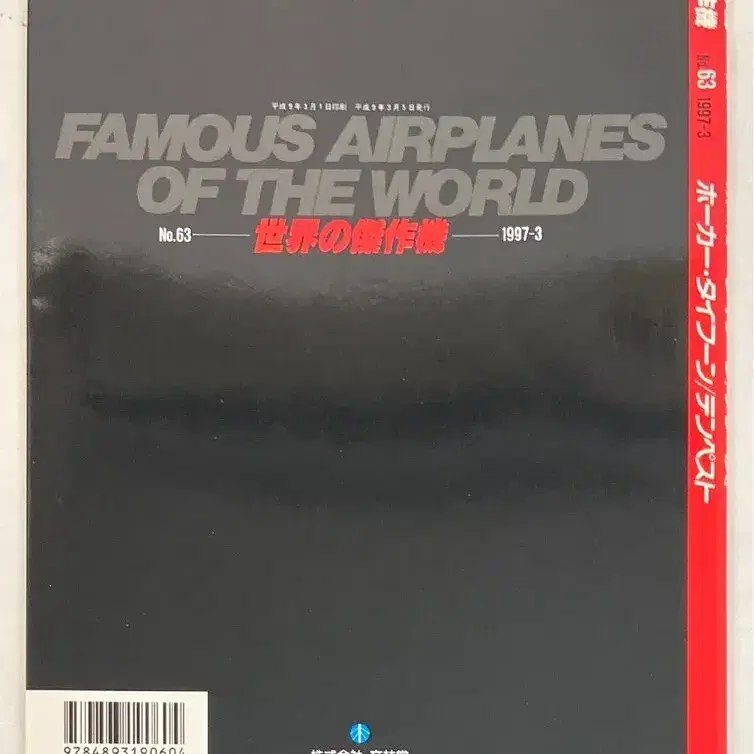 平成9年3月1日印刷 平成9年3月5日発行
FAMOUS AIRPLANES
OF THE WORLD
No.63 世界の傑作機 1997-3
9784893190604
No. 63 1997-3 ホーカー・タイフーン/テンペスト